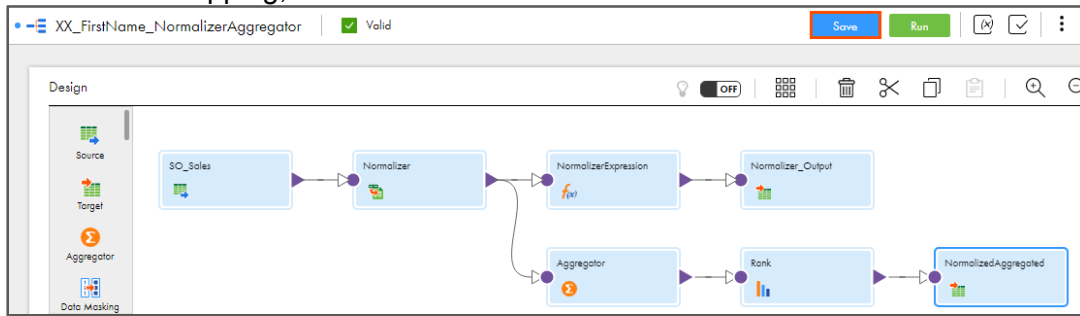 XX_FirstName_NormalizerAggregator
Valid
Save
Run
Design
OFF
Source
Target
Aggregator
Data Masking
SO_Sales
Normalizer
NormalizerExpression
f(x)
Normalizer_Output
Aggregator
Rank
NormalizedAggregated